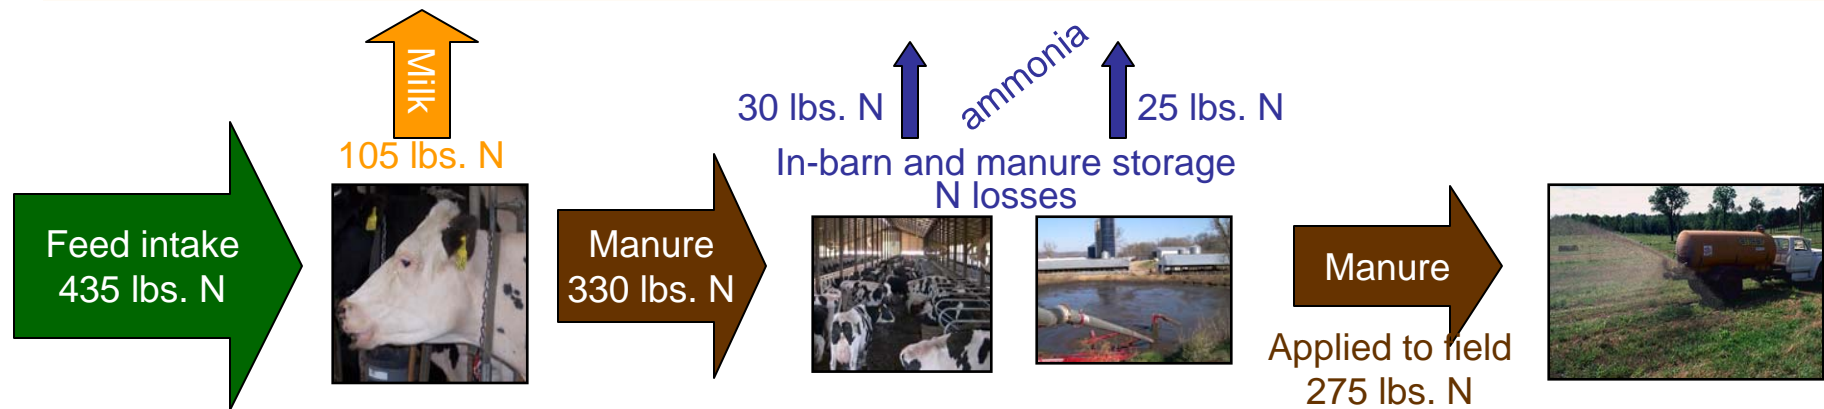 Milk
105 lbs. N
Feed intake
435 lbs. N
Manure
330 lbs. N
30 lbs. N
ammonia
25 lbs. N
In-barn and manure storage
N losses
Manure
Applied to field
275 lbs. N